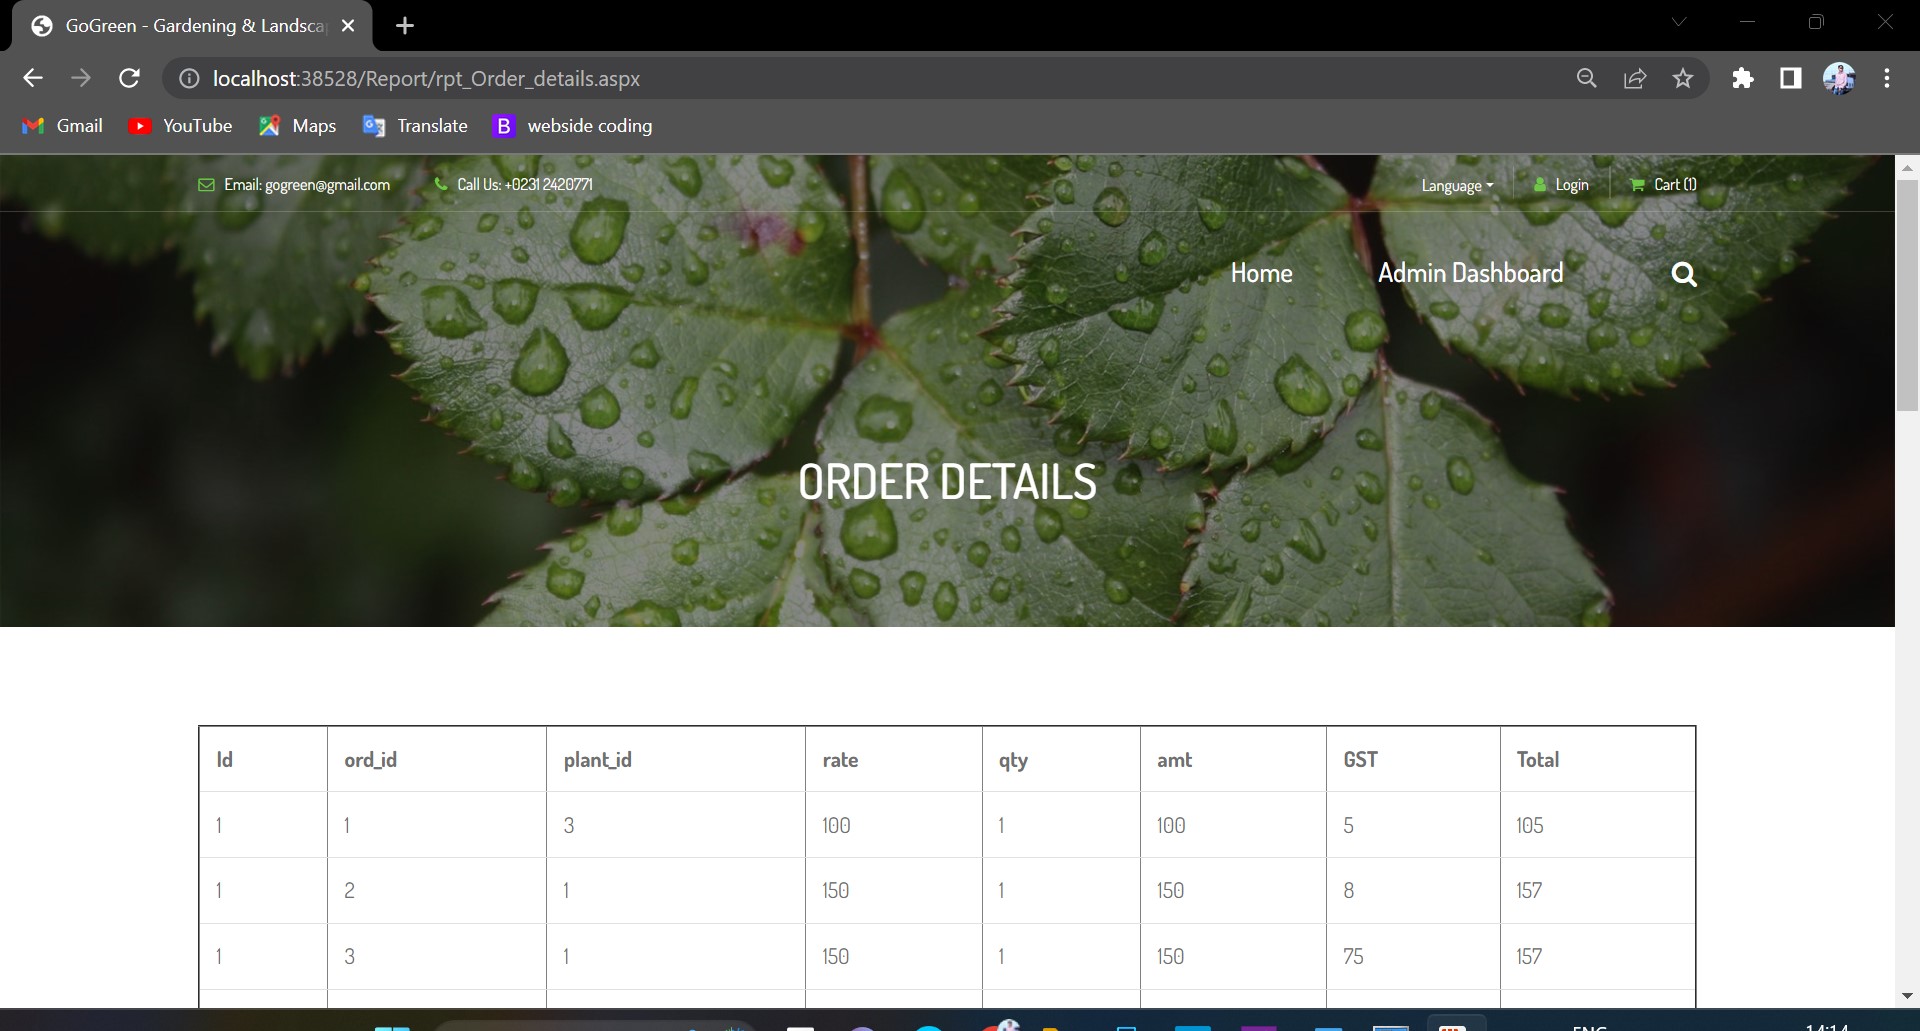 GoGreen - Gardening & Landsca
localhost:38528/Report/rpt_Order_details.aspx
Gmail YouTube Maps Translate B webside coding
Email: gogreen@gmail.com Call Us: +0231 2420771 Language Login Cart (1)
Home Admin Dashboard
ORDER DETAILS
Id ord_id plant_id rate qty amt GST Total
1 1 3 100 1 100 5 105
1 2 1 150 1 150 8 157
1 3 1 150 1 150 75 157